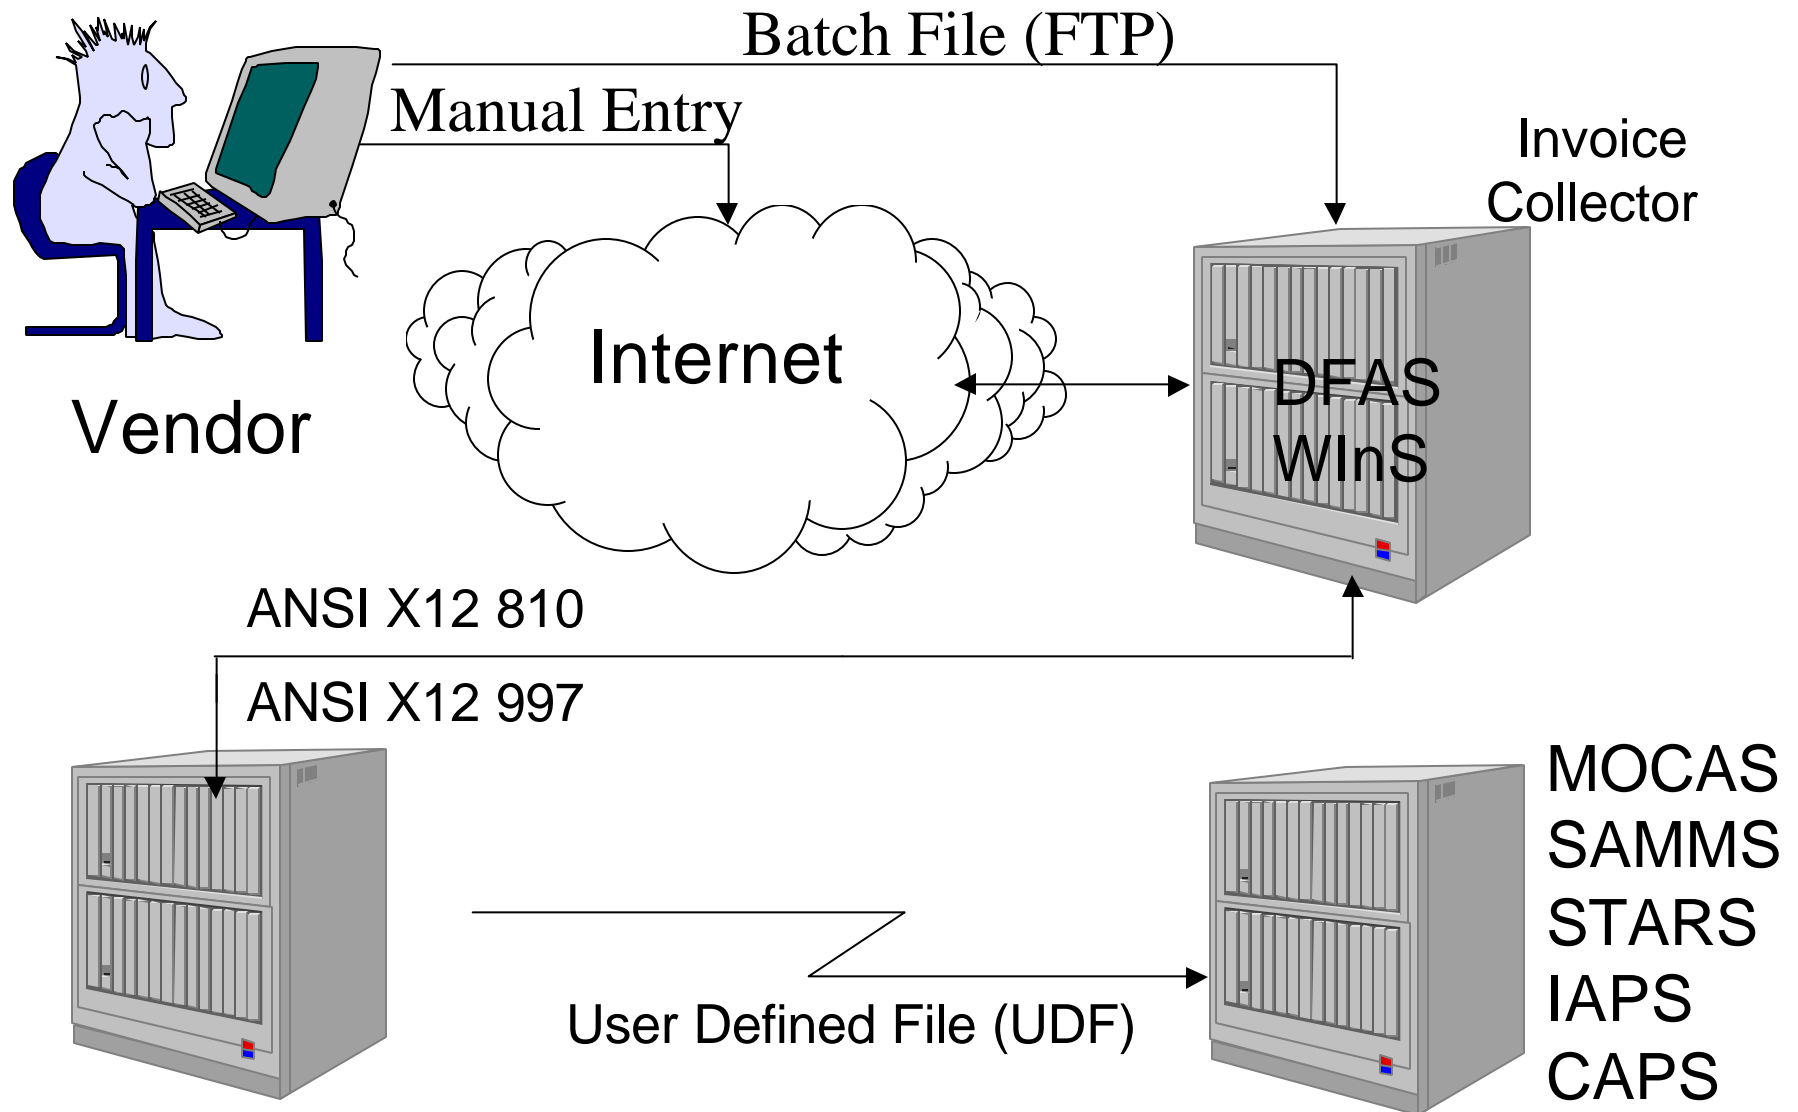 Batch File (FTP)
Manual Entry
Invoice
Collector
Internet
DFAS
WInS
Vendor
ANSI X12 810
ANSI X12 997
MOCAS
SAMMS
STARS
IAPS
CAPS
User Defined File (UDF)